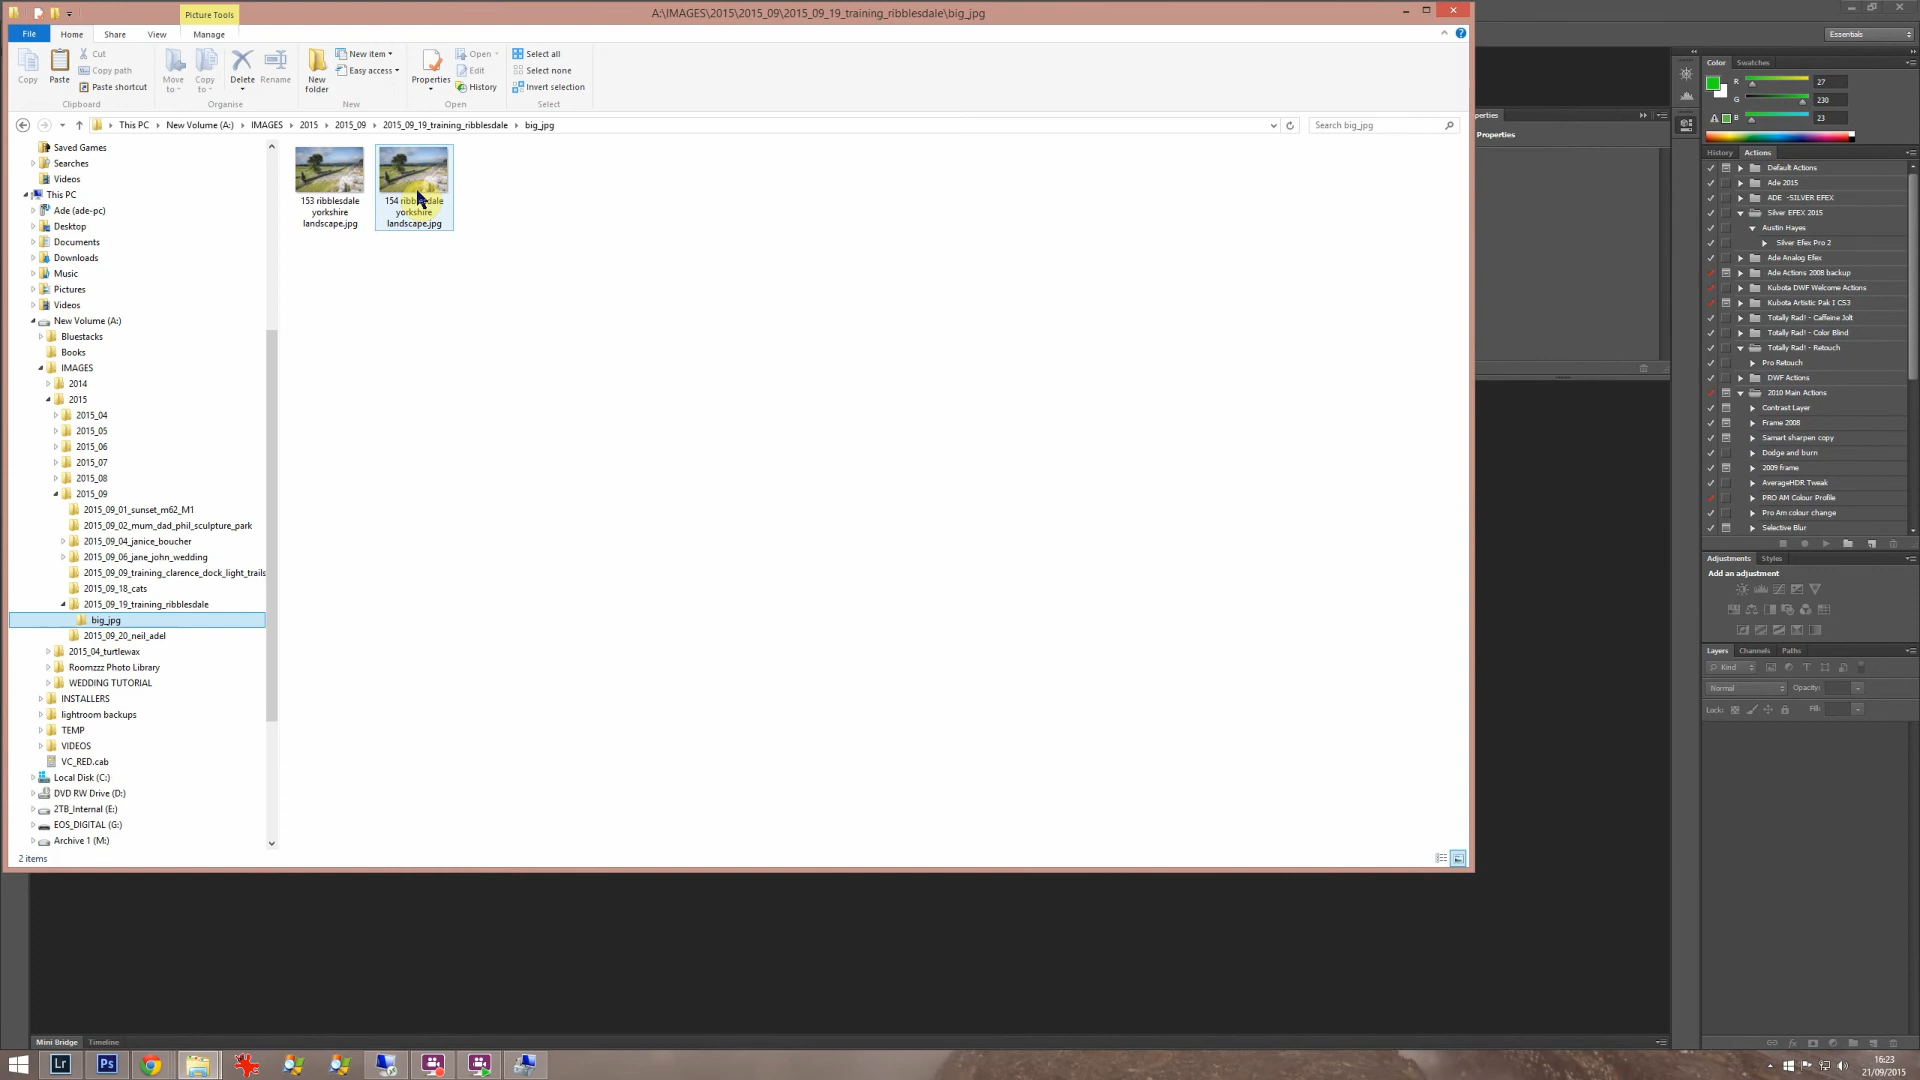 Picture Tools
A:\IMAGES\2015\2015_09\2015_09_19_training_ribblesdale\big_jpg
Essentials
File
Home
Share
View
Manage
Copy
Paste
Cut
Copy path
Paste shortcut
Clipboard
Move to
Copy to
Delete
Rename
Organise
New folder
New item
Easy access
New
Properties
Open
Edit
History
Open
Select all
Select none
Invert selection
Select
This PC
New Volume (A:)
IMAGES
2015
2015_09
2015_09_19_training_ribblesdale
big_jpg
Search big_jpg
Saved Games
Searches
Videos
This PC
Ade (ade-pc)
Desktop
Documents
Downloads
Music
Pictures
Videos
New Volume (A:)
Bluestacks
Books
IMAGES
2014
2015
2015_04
2015_05
2015_06
2015_07
2015_08
2015_09
2015_09_01_sunset_m62_M1
2015_09_02_mum_dad_phil_sculpture_park
2015_09_04_janice_boucher
2015_09_06_jane_john_wedding
2015_09_09_training_clarence_dock_light_trails
2015_09_18_cats
2015_09_19_training_ribblesdale
big_jpg
2015_09_20_neil_adel
2015_04_turtlewax
Roomzzz Photo Library
WEDDING TUTORIAL
INSTALLERS
lightroom backups
TEMP
VIDEOS
VC_RED.cab
Local Disk (C:)
DVD RW Drive (D:)
2TB_Internal (E:)
EOS_DIGITAL (G:)
Archive 1 (M:)
2 items
153 ribblesdale
yorkshire
landscape.jpg
154 ribblesdale
yorkshire
landscape.jpg
Properties
Color
Swatches
R
27
G
230
B
23
History
Actions
Default Actions
Ade 2015
ADE -SILVER EFEX
Silver EFEX 2015
Austin Hayes
Silver Efex Pro 2
Ade Analog Efex
Ade Actions 2008 backup
Kubota DWF Welcome Actions
Kubota Artistic Pak I CS3
Totally Rad! - Caffeine Jolt
Totally Rad! - Color Blind
Totally Rad! - Retouch
Pro Retouch
DWF Actions
2010 Main Actions
Contrast Layer
Frame 2008
Samart sharpen copy
Dodge and burn
2009 frame
AverageHDR Tweak
PRO AM Colour Profile
Pro Am colour change
Selective Blur
Adjustments
Styles
Add an adjustment
Layers
Channels
Paths
Kind
Normal
Opacity:
Lock:
Fill:
Mini Bridge
Timeline
Lr
Ps
16:23
21/09/2015